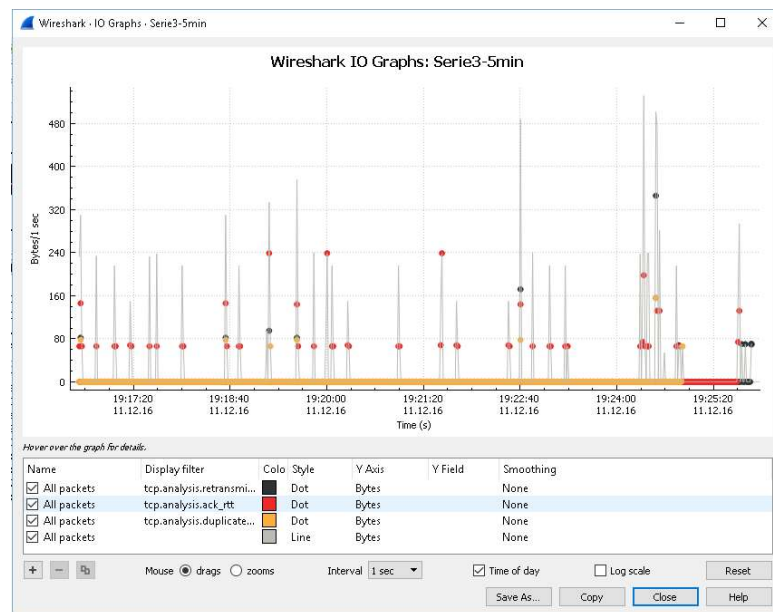 Wireshark · IO Graphs · Serie3-5min
Wireshark IO Graphs: Serie3-5min
Bytes/1 sec
480
400
320
240
160
80
0
19:17:20 19:18:40 19:20:00 19:21:20 19:22:40 19:24:00 19:25:20
11.12.16 11.12.16 11.12.16 11.12.16 11.12.16 11.12.16 11.12.16
Time (s)
Hover over the graph for details.
Name Display filter Colo Style Y Axis Y Field Smoothing
All packets tcp.analysis.retransmi... Dot Bytes None
All packets tcp.analysis.ack_rtt Dot Bytes None
All packets tcp.analysis.duplicate... Dot Bytes None
All packets Line Bytes None
Mouse drags zooms Interval 1 sec Time of day Log scale Reset
Save As... Copy Close Help